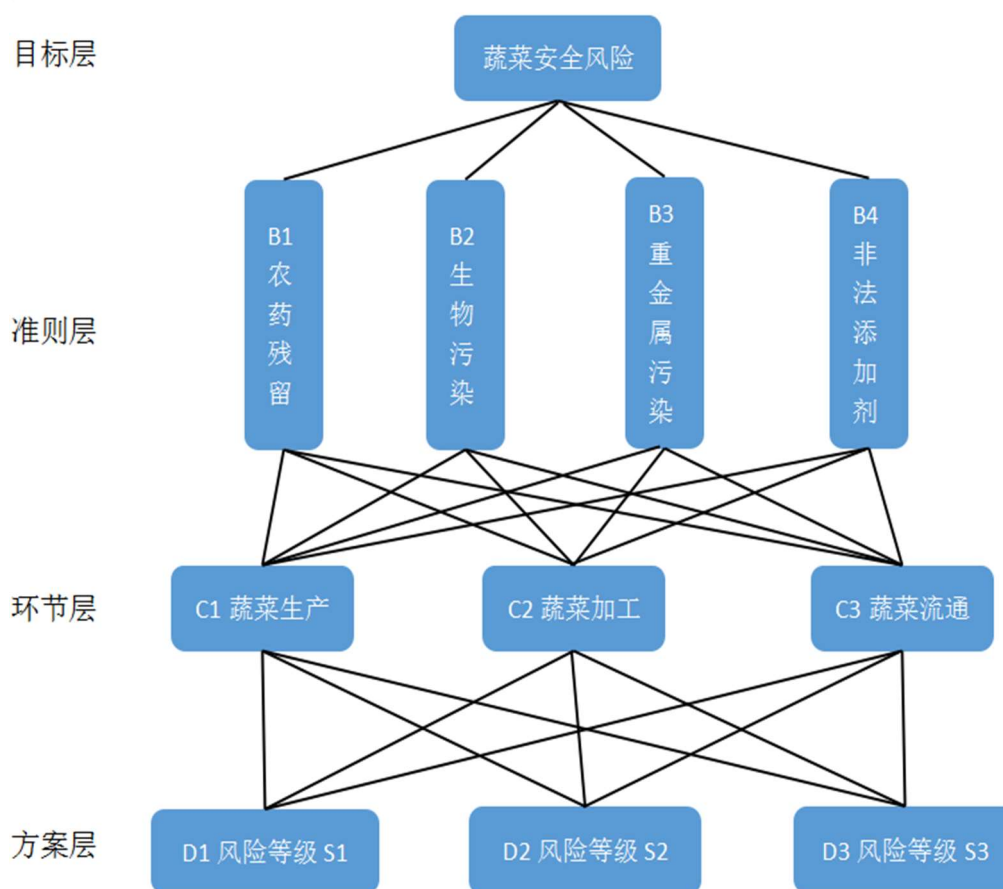 目标层
蔬菜安全风险
准则层
B1
农
药
残
留
B2
生
物
污
染
B3
重
金
属
污
染
B4
非
法
添
加
剂
环节层
C1 蔬菜生产
C2 蔬菜加工
C3 蔬菜流通
方案层
D1 风险等级 S1
D2 风险等级 S2
D3 风险等级 S3